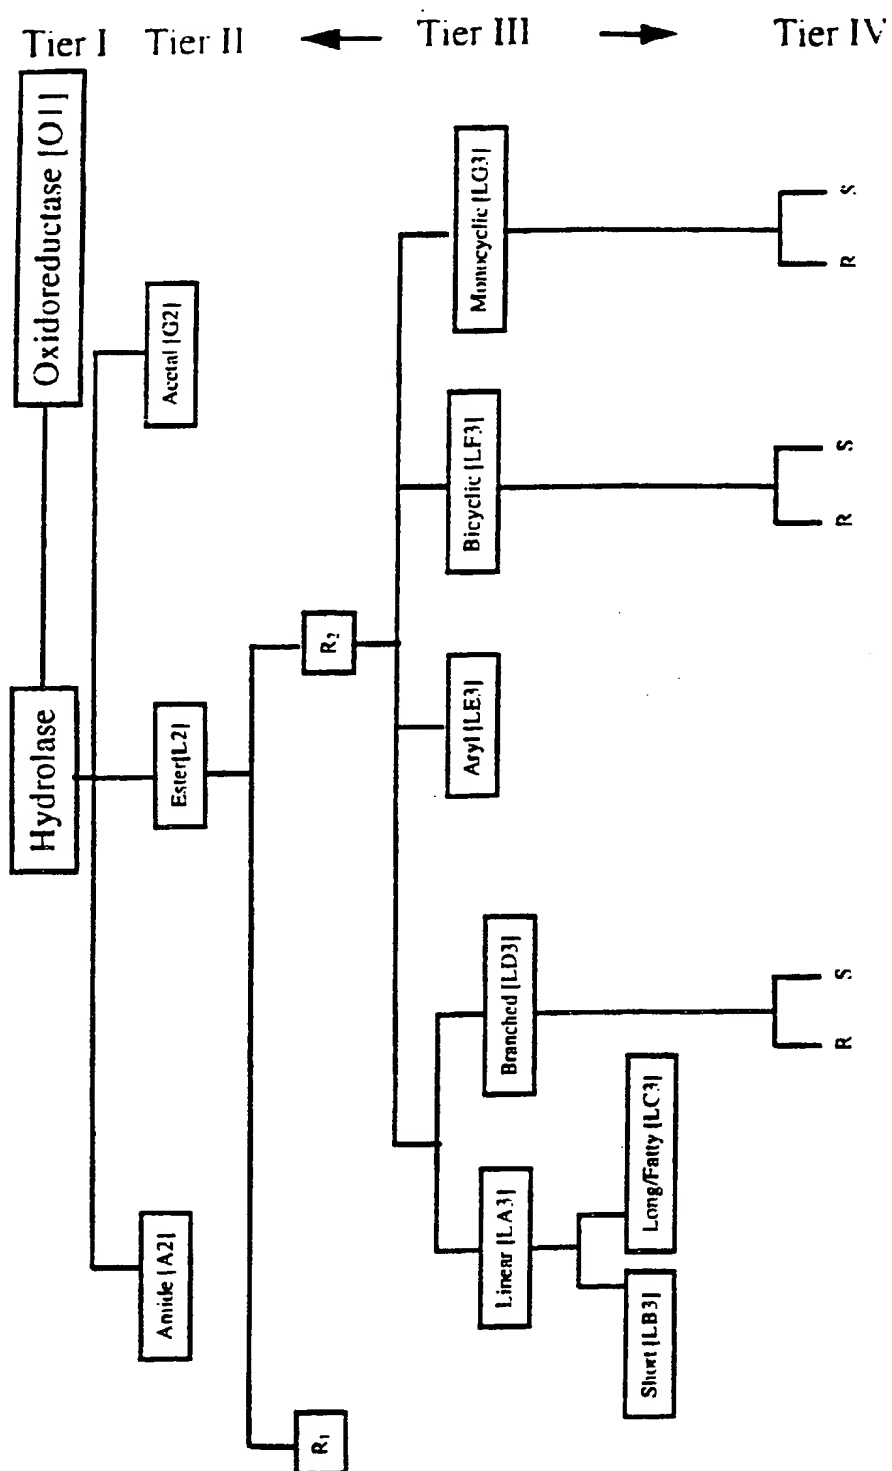 Tier I
Tier II
Tier III
Tier IV
Hydrolase
Oxidoreductase [O1]
Amide [A2]
Ester[L2]
Acetal [G2]
R1
R2
Linear [LA3]
Branched [LD3]
Aryl [LE3]
Bicyclic [LF3]
Monocyclic [LG3]
Short [LB3]
Long/Fatty [LC3]
R
S
R
S
R
S